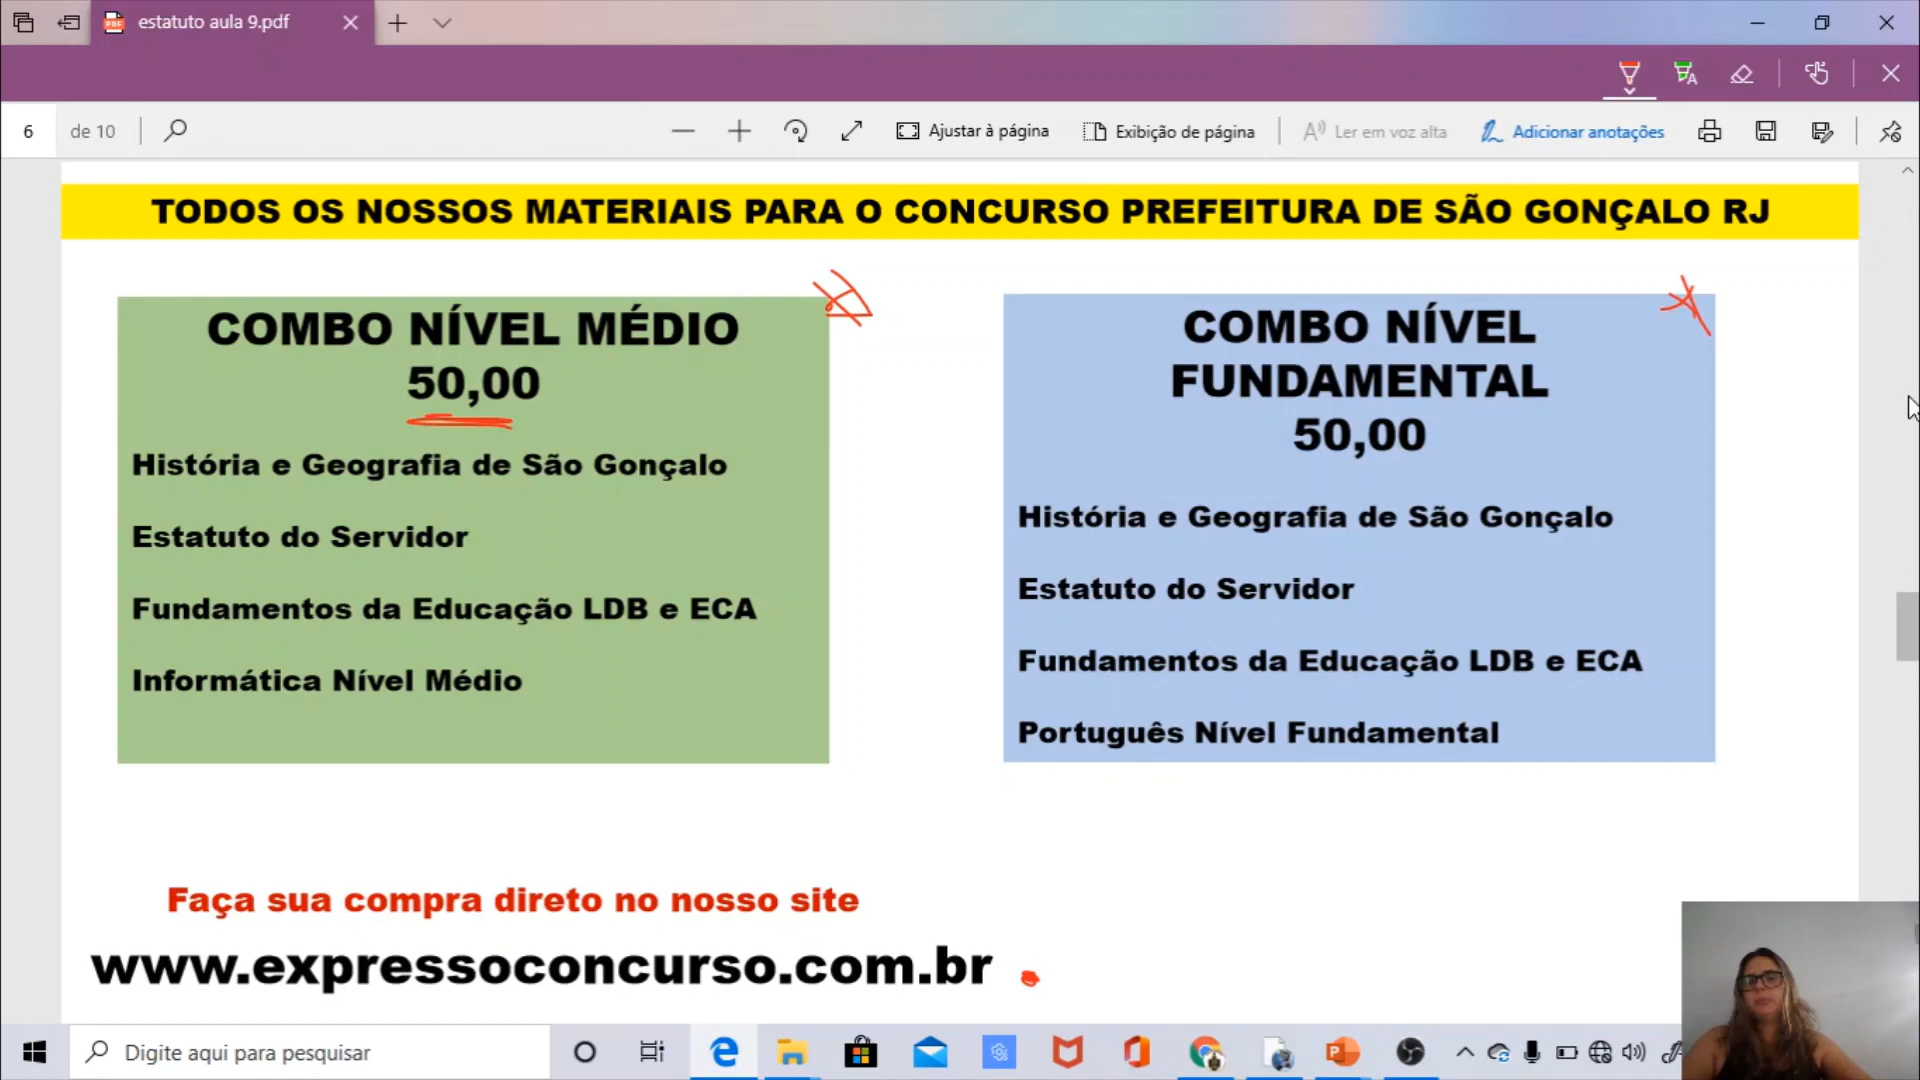 estatuto aula 9.pdf
6 de 10
Ajustar à página
Exibição de página
Ler em voz alta
Adicionar anotações
TODOS OS NOSSOS MATERIAIS PARA O CONCURSO PREFEITURA DE SÃO GONÇALO RJ
COMBO NÍVEL MÉDIO
50,00
História e Geografia de São Gonçalo
Estatuto do Servidor
Fundamentos da Educação LDB e ECA
Informática Nível Médio
COMBO NÍVEL
FUNDAMENTAL
50,00
História e Geografia de São Gonçalo
Estatuto do Servidor
Fundamentos da Educação LDB e ECA
Português Nível Fundamental
Faça sua compra direto no nosso site
www.expressoconcurso.com.br
Digite aqui para pesquisar